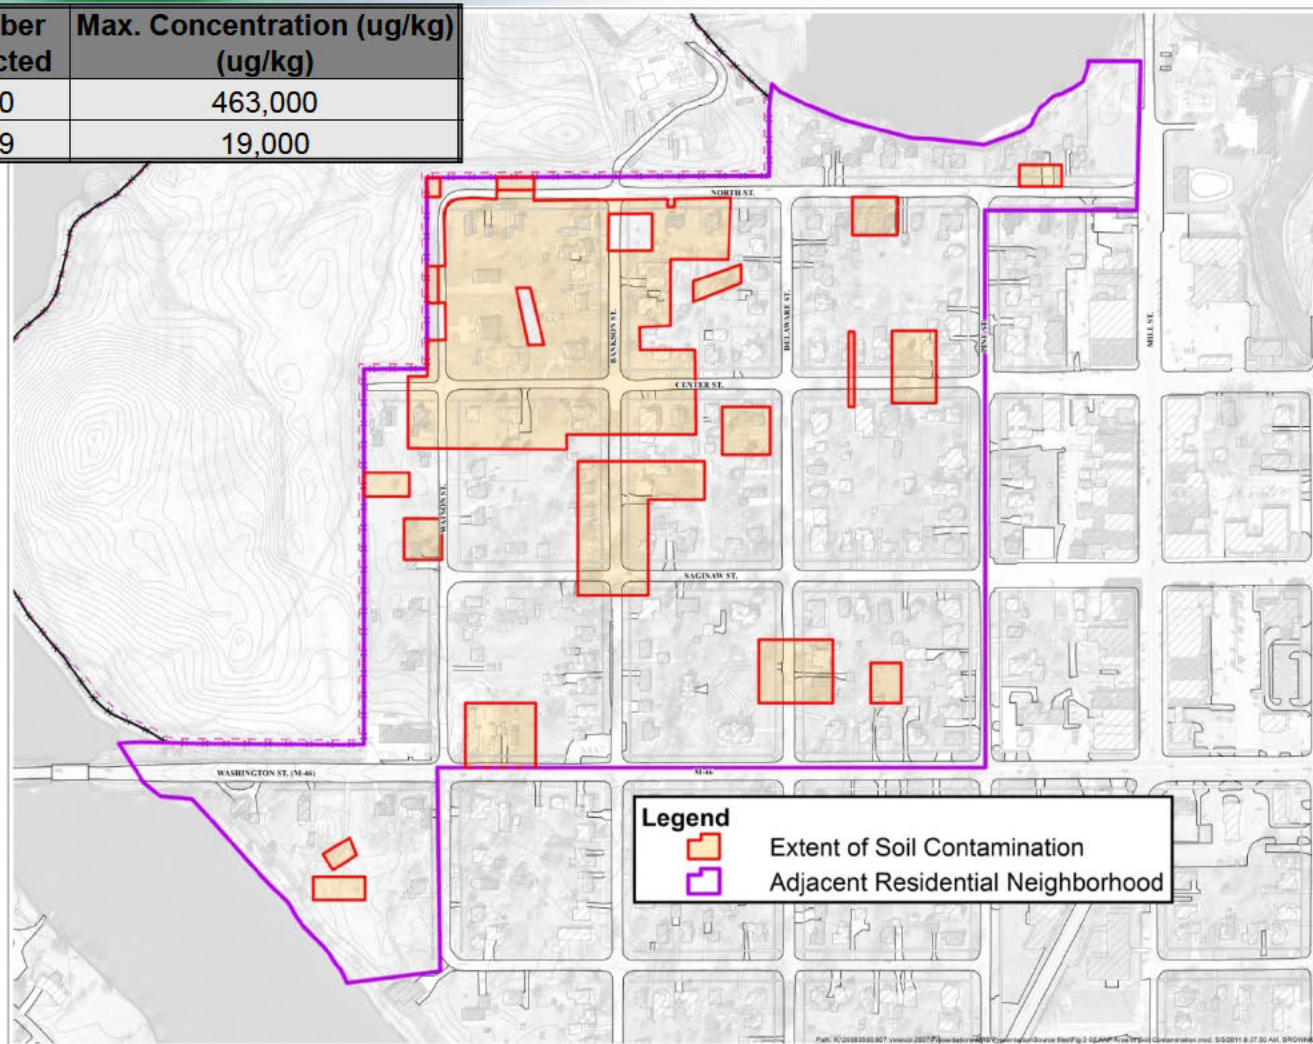 ber Max. Concentration (ug/kg)
cted (ug/kg)
0 463,000
9 19,000
NORTH ST.
BANKSON ST.
DELAWARE ST.
PINE ST.
MILL ST.
CENTER ST.
WATSON ST.
SAGINAW ST.
WASHINGTON ST. (M-46)
M-46
Legend
Extent of Soil Contamination
Adjacent Residential Neighborhood